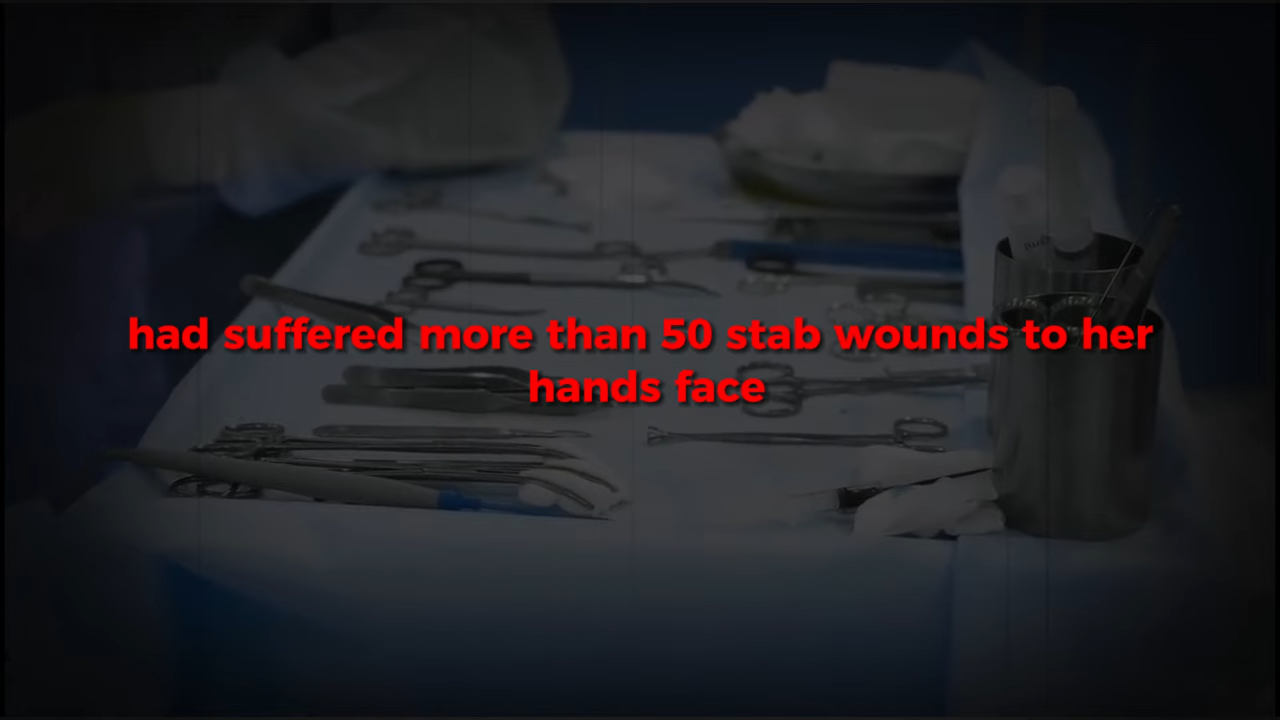 had suffered more than 50 stab wounds to her
hands face